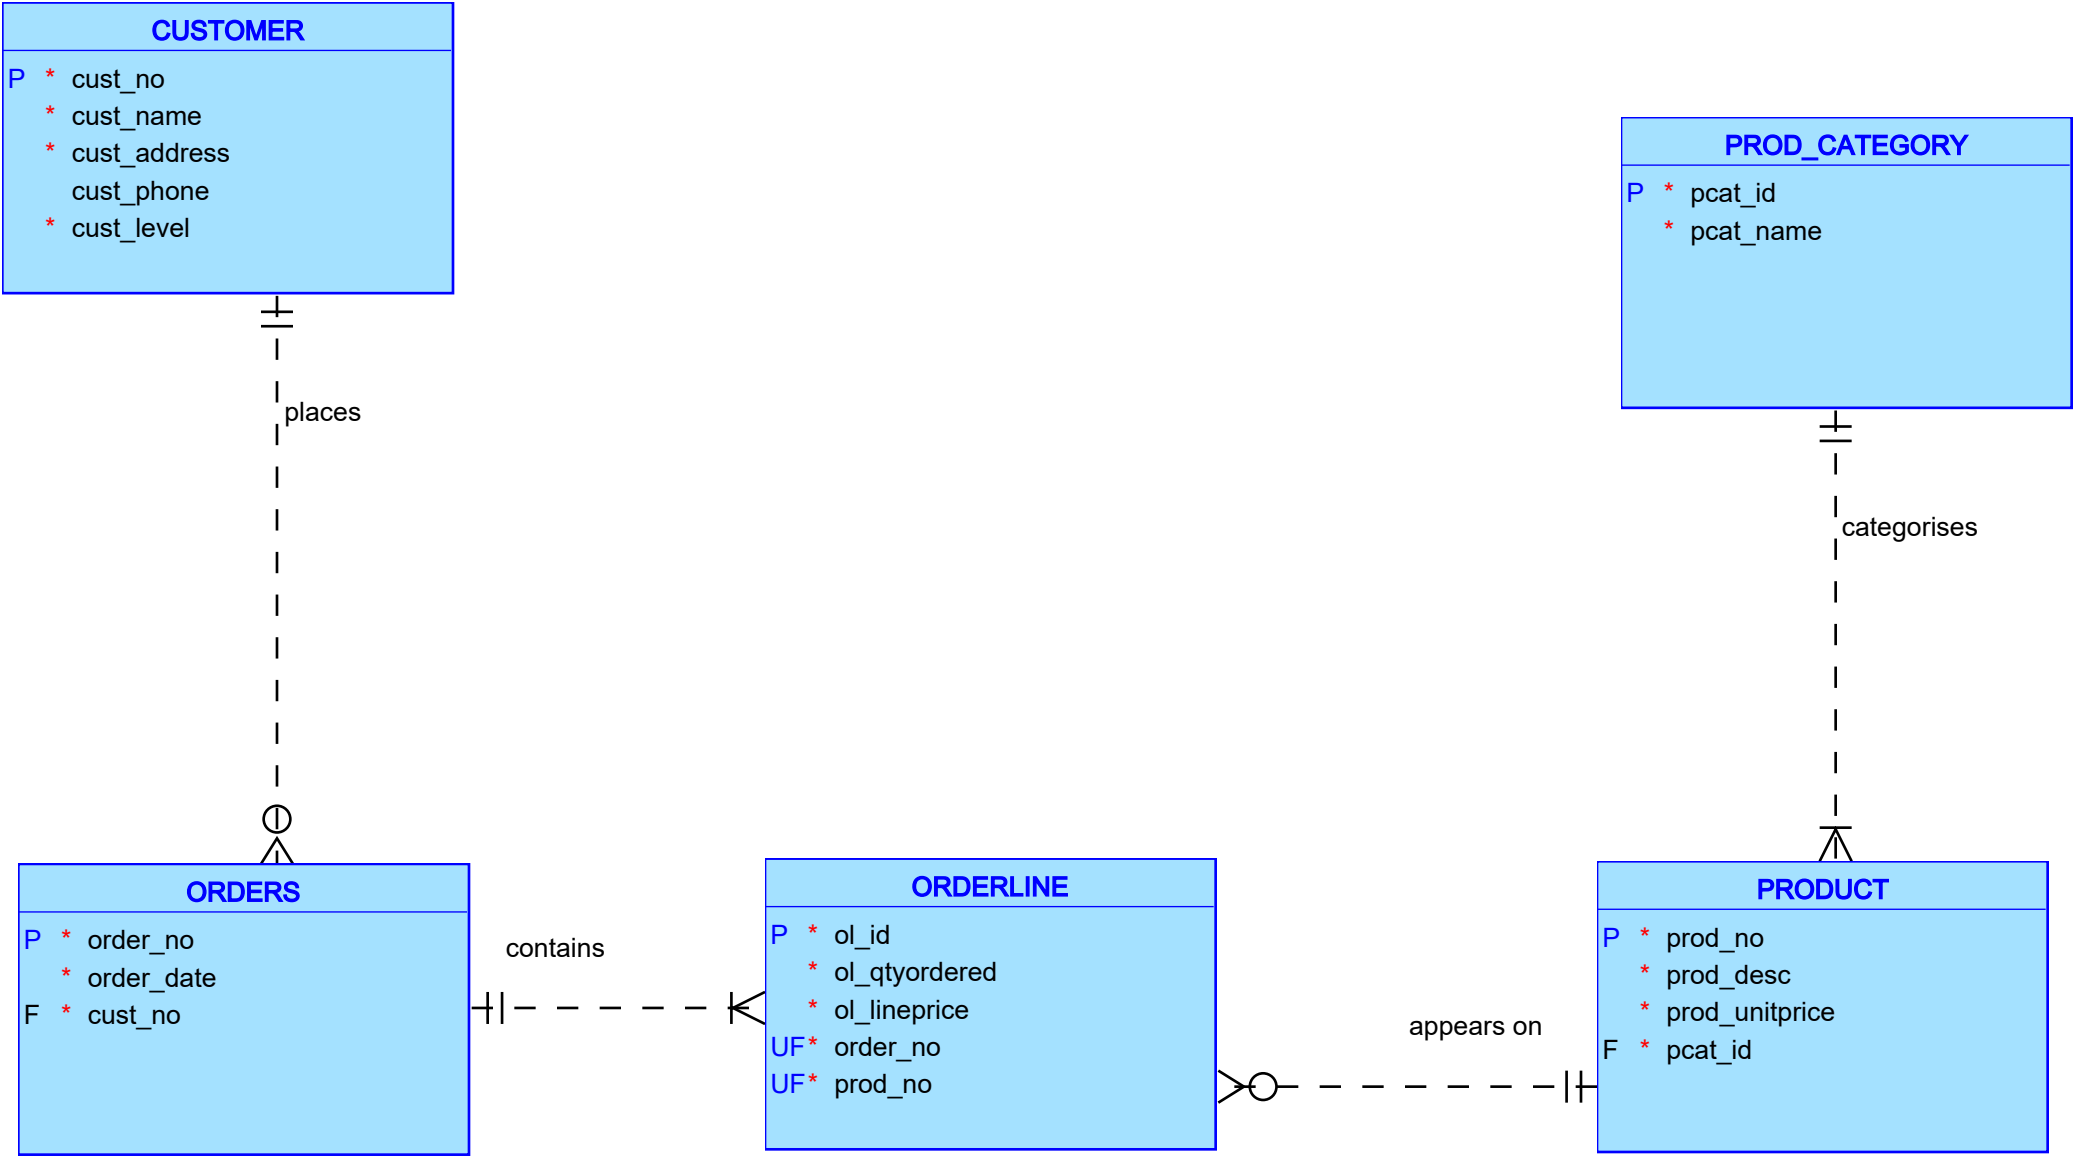 CUSTOMER
P * cust_no
* cust_name
* cust_address
cust_phone
* cust_level
PROD_CATEGORY
P * pcat_id
* pcat_name
places
categorises
ORDERS
P * order_no
* order_date
F * cust_no
contains
ORDERLINE
P * ol_id
* ol_qtyordered
* ol_lineprice
UF * order_no
UF * prod_no
appears on
PRODUCT
P * prod_no
* prod_desc
* prod_unitprice
F * pcat_id